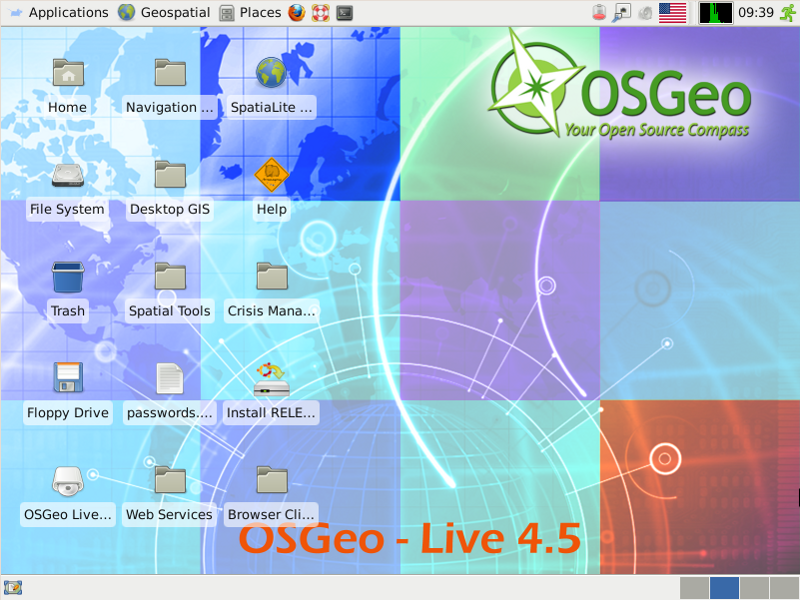 Applications Geospatial Places 09:39
OSGeo
Your Open Source Compass
Home Navigation ... SpatiaLite ...
File System Desktop GIS Help
Trash Spatial Tools Crisis Mana...
Floppy Drive passwords.... Install RELE...
OSGeo Live... Web Services Browser Cli...
OSGeo - Live 4.5